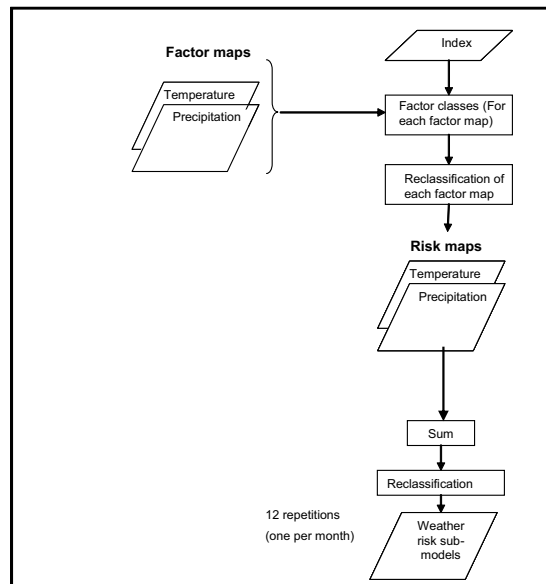 Index
Factor maps
Temperature
Precipitation
Factor classes (For
each factor map)
Reclassification of
each factor map
Risk maps
Temperature
Precipitation
Sum
Reclassification
12 repetitions
(one per month)
Weather
risk sub-
models